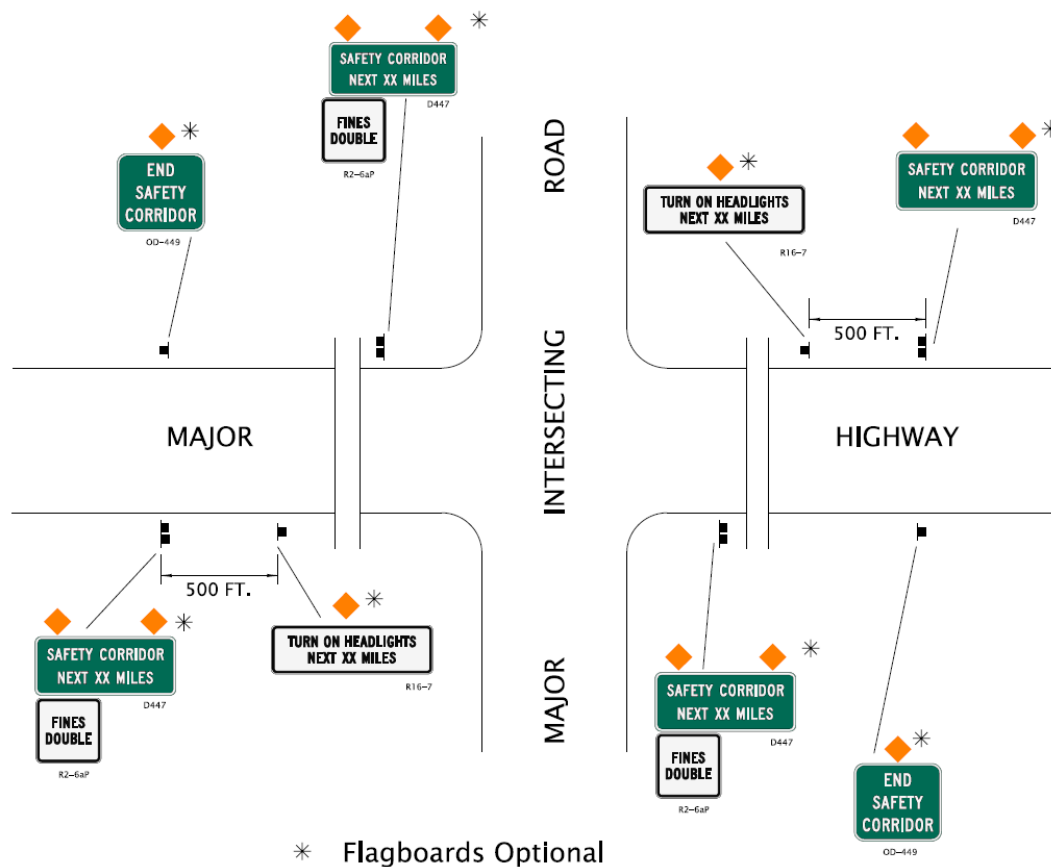 *
SAFETY CORRIDOR
NEXT XX MILES
D447
FINES
DOUBLE
R2-6aP
*
END
SAFETY
CORRIDOR
OD-449
ROAD
*
TURN ON HEADLIGHTS
NEXT XX MILES
R16-7
*
SAFETY CORRIDOR
NEXT XX MILES
D447
500 FT.
INTERSECTING
MAJOR
HIGHWAY
500 FT.
*
SAFETY CORRIDOR
NEXT XX MILES
D447
FINES
DOUBLE
R2-6aP
*
TURN ON HEADLIGHTS
NEXT XX MILES
R16-7
MAJOR
*
SAFETY CORRIDOR
NEXT XX MILES
D447
FINES
DOUBLE
R2-6aP
*
END
SAFETY
CORRIDOR
OD-449
* Flagboards Optional